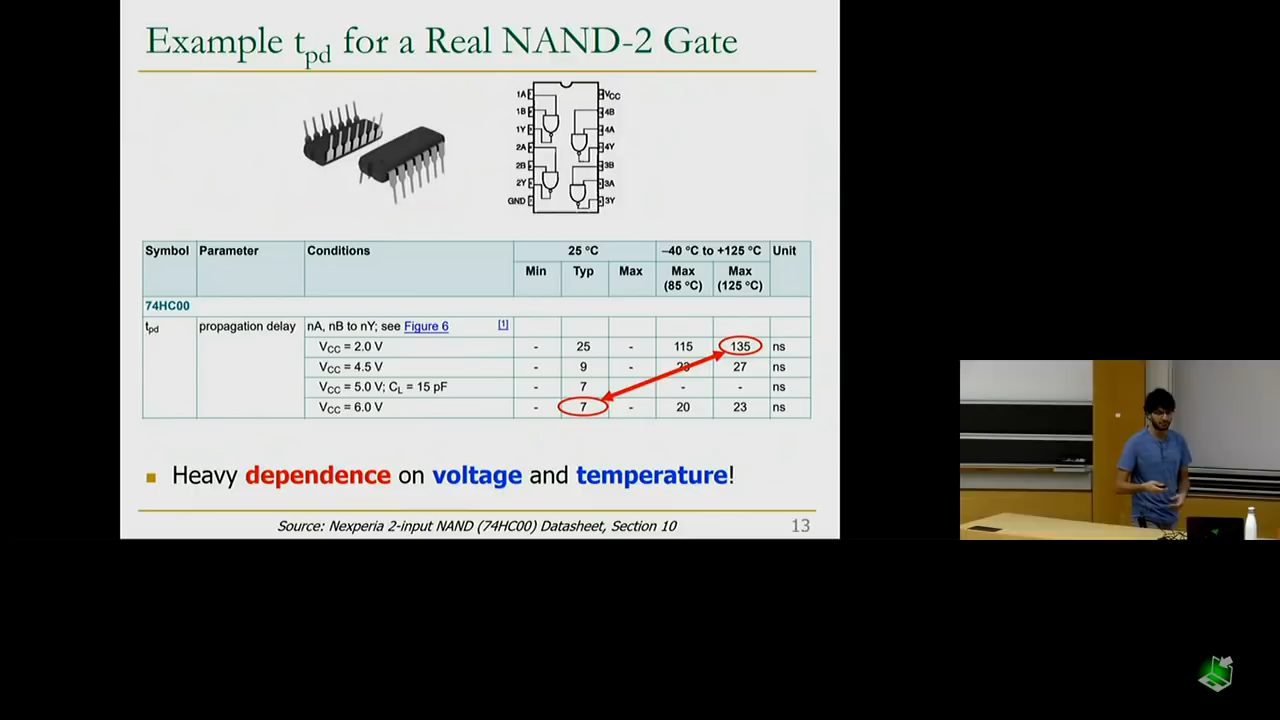 Example tpd for a Real NAND-2 Gate
1A VCC
1B 4B
1Y 4A
2A 4Y
2B 3B
2Y 3A
GND 3Y
Symbol Parameter Conditions 25 °C –40 °C to +125 °C Unit
Min Typ Max Max (85 °C) Max (125 °C)
74HC00
tpd propagation delay nA, nB to nY; see Figure 6 [1]
VCC = 2.0 V - 25 - 115 135 ns
VCC = 4.5 V - 9 - 23 27 ns
VCC = 5.0 V; CL = 15 pF - 7 - - - ns
VCC = 6.0 V - 7 - 20 23 ns
Heavy dependence on voltage and temperature!
Source: Nexperia 2-input NAND (74HC00) Datasheet, Section 10 13